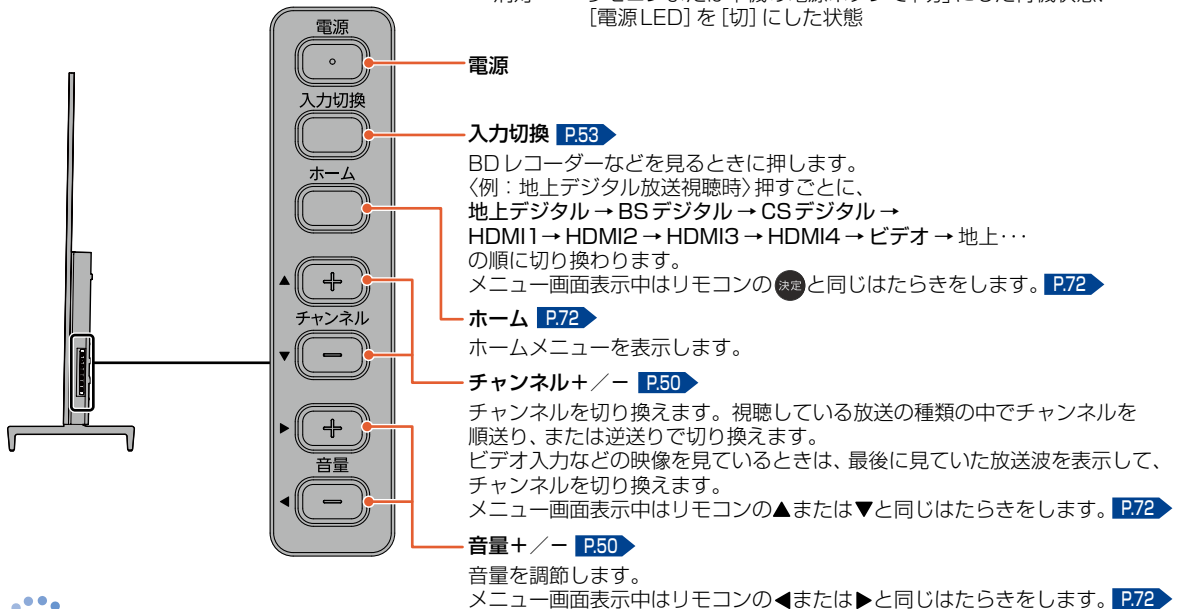 [電源LED]を[切]にした状態
電源
入力切換
ホーム
▲
+
チャンネル
▼
−
▶
+
音量
◀
−
電源
入力切換 P.53
BDレコーダーなどを見るときに押します。
〈例：地上デジタル放送視聴時〉押すごとに、
地上デジタル → BSデジタル → CSデジタル →
HDMI1 → HDMI2 → HDMI3 → HDMI4 → ビデオ → 地上･･･
の順に切り換わります。
メニュー画面表示中はリモコンの決定と同じはたらきをします。 P.72
ホーム P.72
ホームメニューを表示します。
チャンネル＋／－ P.50
チャンネルを切り換えます。視聴している放送の種類の中でチャンネルを
順送り、または逆送りで切り換えます。
ビデオ入力などの映像を見ているときは、最後に見ていた放送波を表示して、
チャンネルを切り換えます。
メニュー画面表示中はリモコンの▲または▼と同じはたらきをします。 P.72
音量＋／－ P.50
音量を調節します。
メニュー画面表示中はリモコンの◀または▶と同じはたらきをします。 P.72